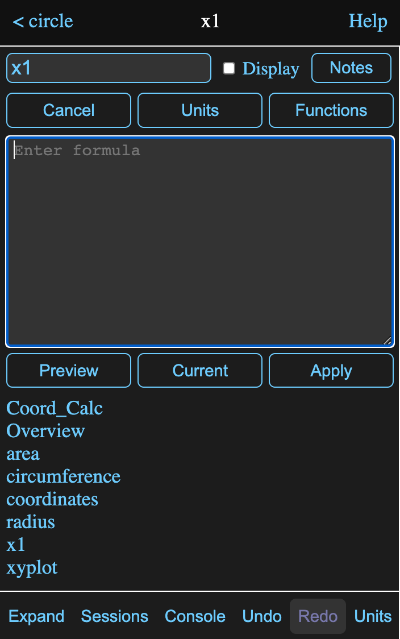 < circle x1 Help
x1 Display Notes
Cancel Units Functions
Enter formula
Preview Current Apply
Coord_Calc
Overview
area
circumference
coordinates
radius
x1
xyplot
Expand Sessions Console Undo Redo Units